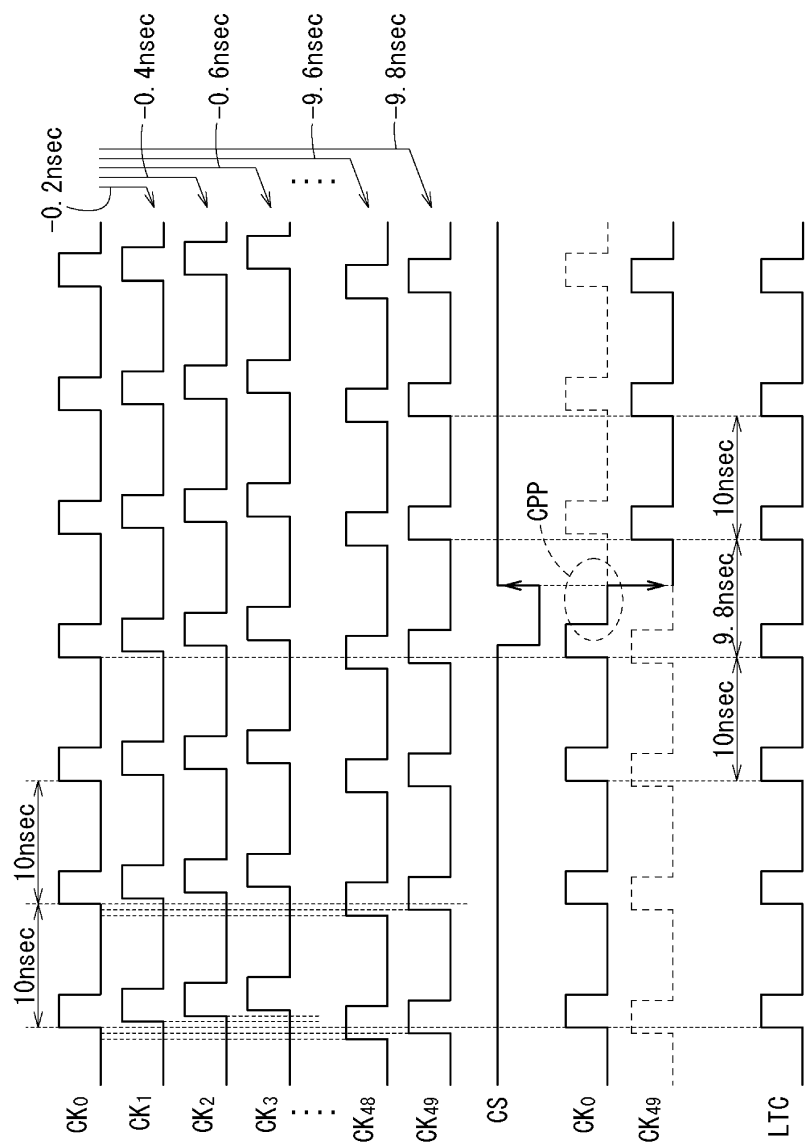 -0.2nsec
-0.4nsec
-0.6nsec
-9.6nsec
-9.8nsec
····
10nsec
10nsec
CK0
CK1
CK2
CK3
····
CK48
CK49
CS
CPP
CK0
CK49
10nsec
9.8nsec
10nsec
LTC